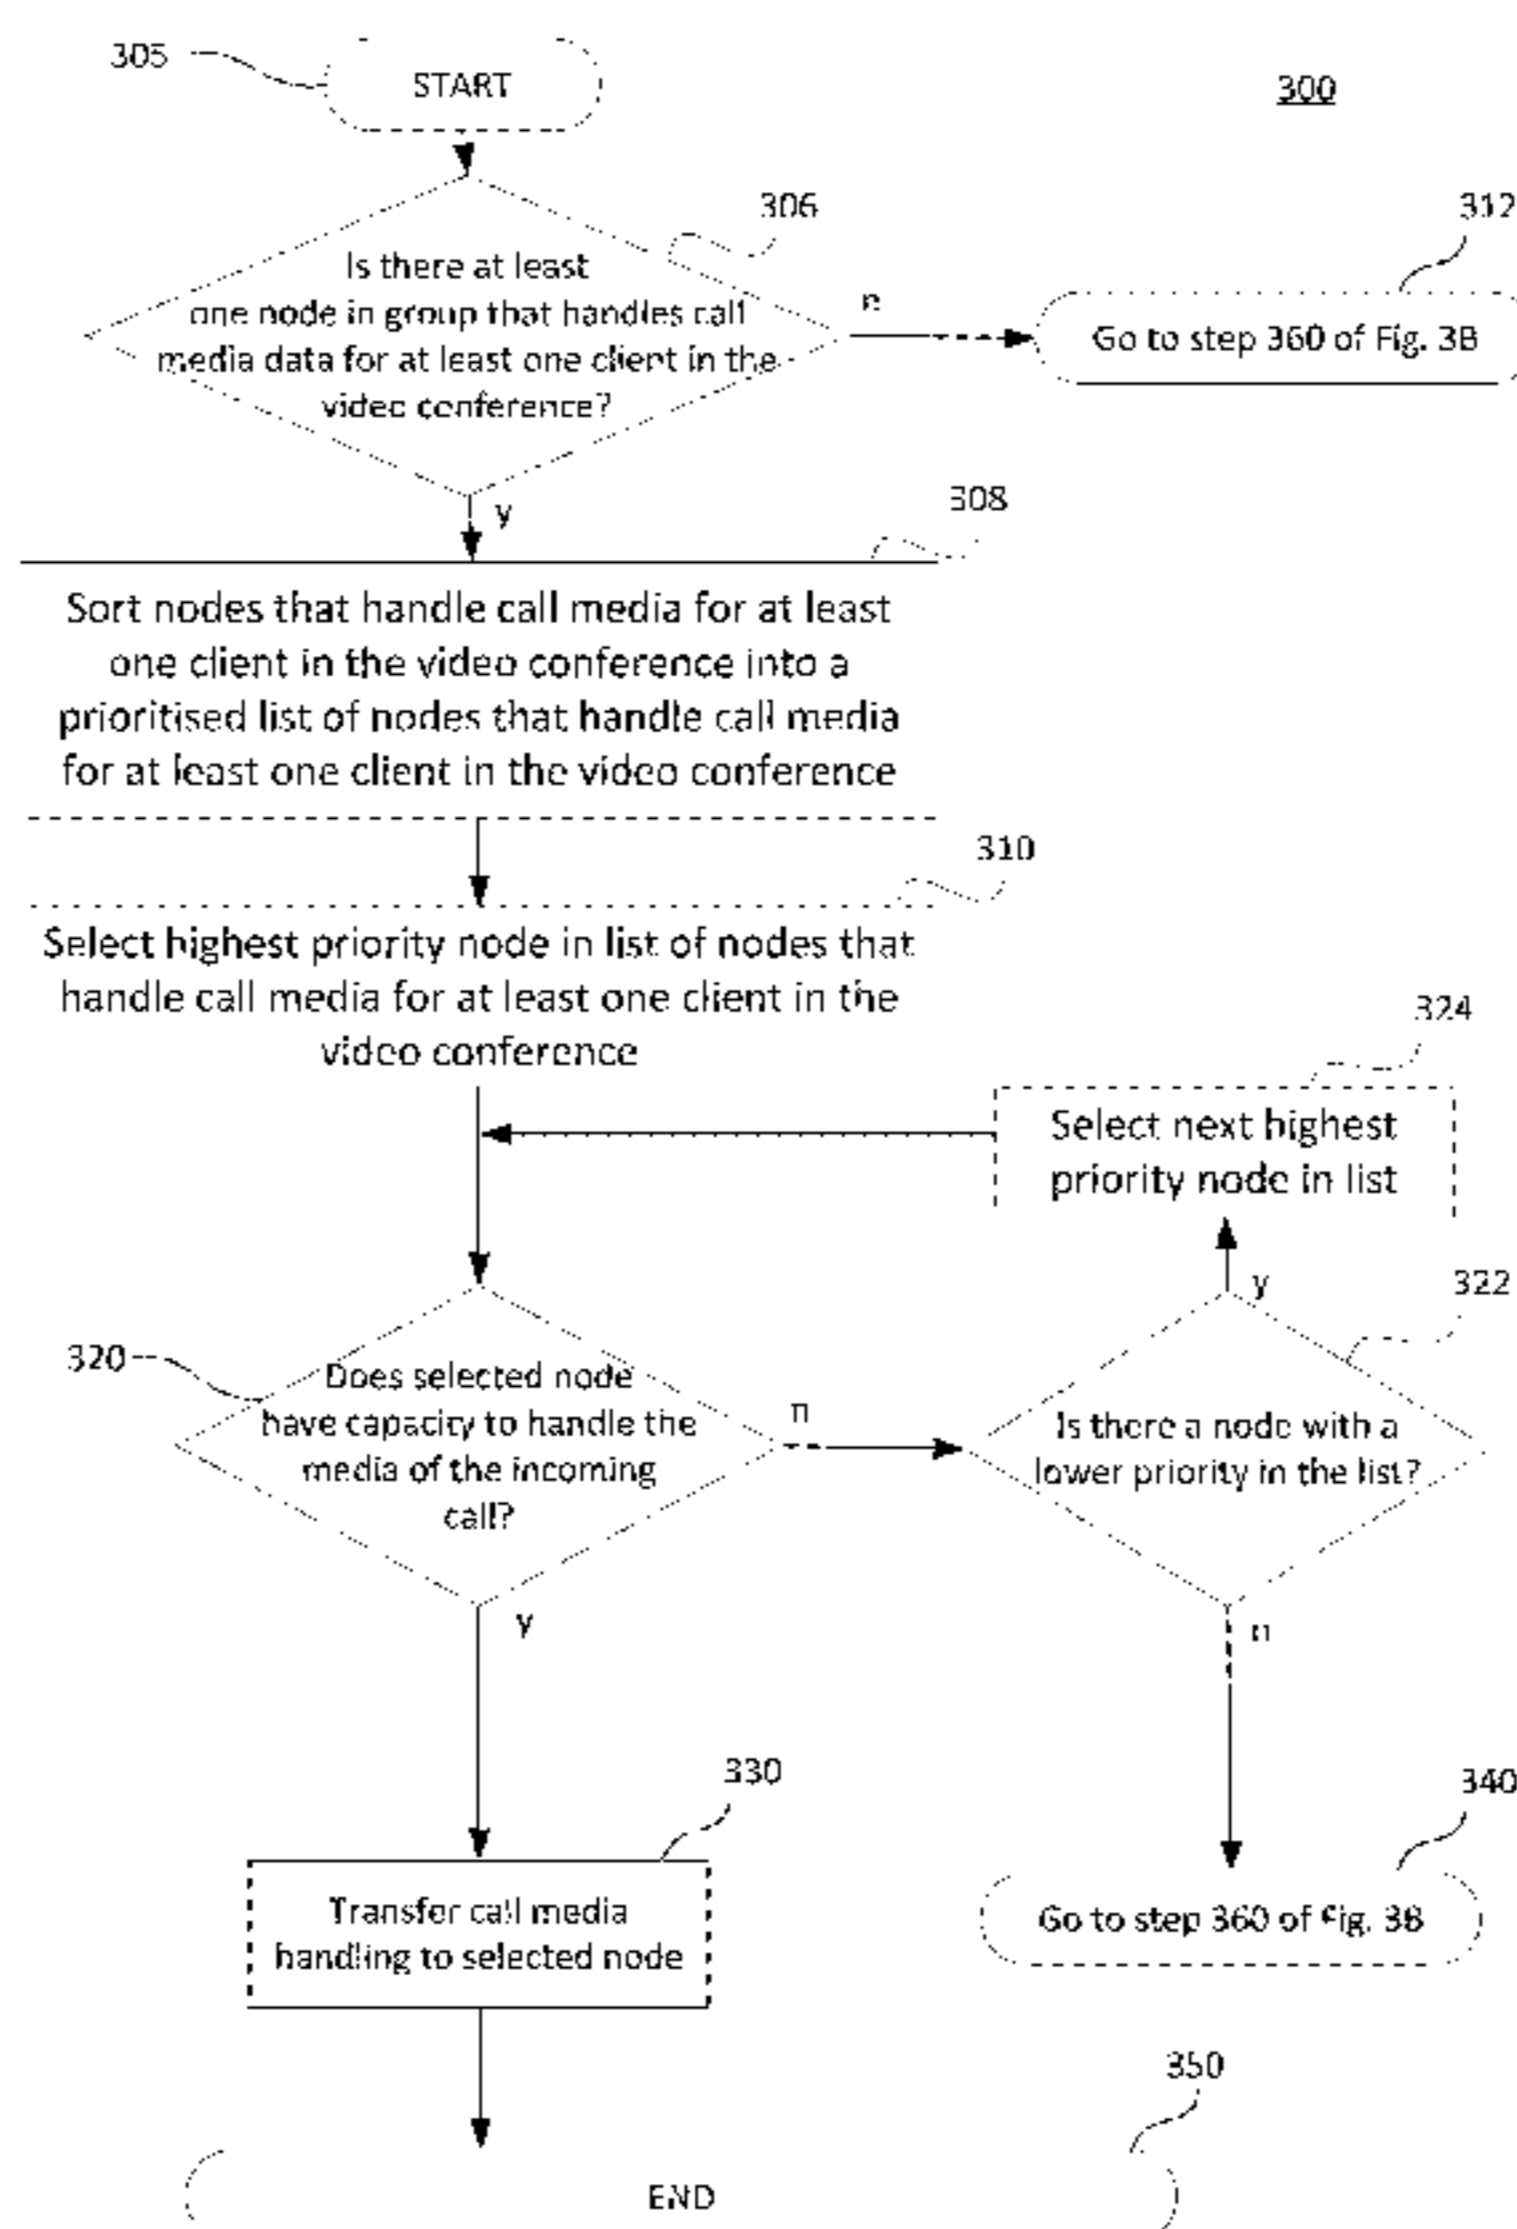 305
START
300
306
312
Is there at least
one node in group that handles call
media data for at least one client in the
video conference?
n
Go to step 360 of Fig. 3B
y
308
Sort nodes that handle call media for at least
one client in the video conference into a
prioritised list of nodes that handle call media
for at least one client in the video conference
310
Select highest priority node in list of nodes that
handle call media for at least one client in the
video conference
324
Select next highest
priority node in list
y
322
320
Does selected node
have capacity to handle the
media of the incoming
call?
n
Is there a node with a
lower priority in the list?
y
n
330
340
Transfer call media
handling to selected node
Go to step 360 of Fig. 3B
350
END